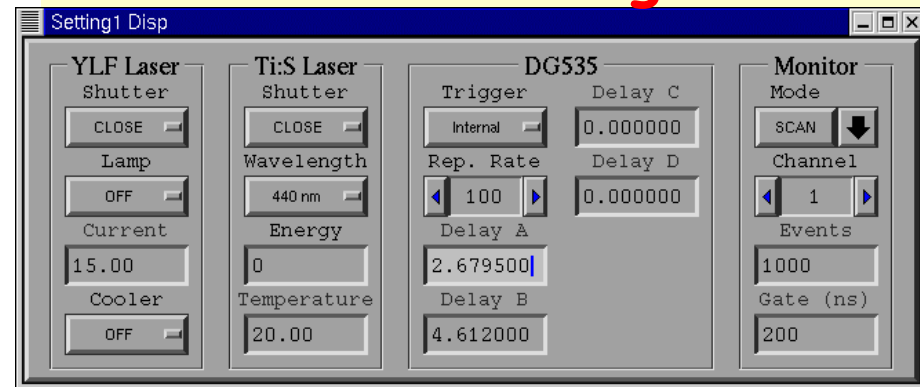 Setting1 Disp
YLF Laser
Shutter
CLOSE
Lamp
OFF
Current
15.00
Cooler
OFF
Ti:S Laser
Shutter
CLOSE
Wavelength
440 nm
Energy
0
Temperature
20.00
DG535
Trigger
Internal
Rep. Rate
100
Delay A
2.679500
Delay B
4.612000
Delay C
0.000000
Delay D
0.000000
Monitor
Mode
SCAN
Channel
1
Events
1000
Gate (ns)
200